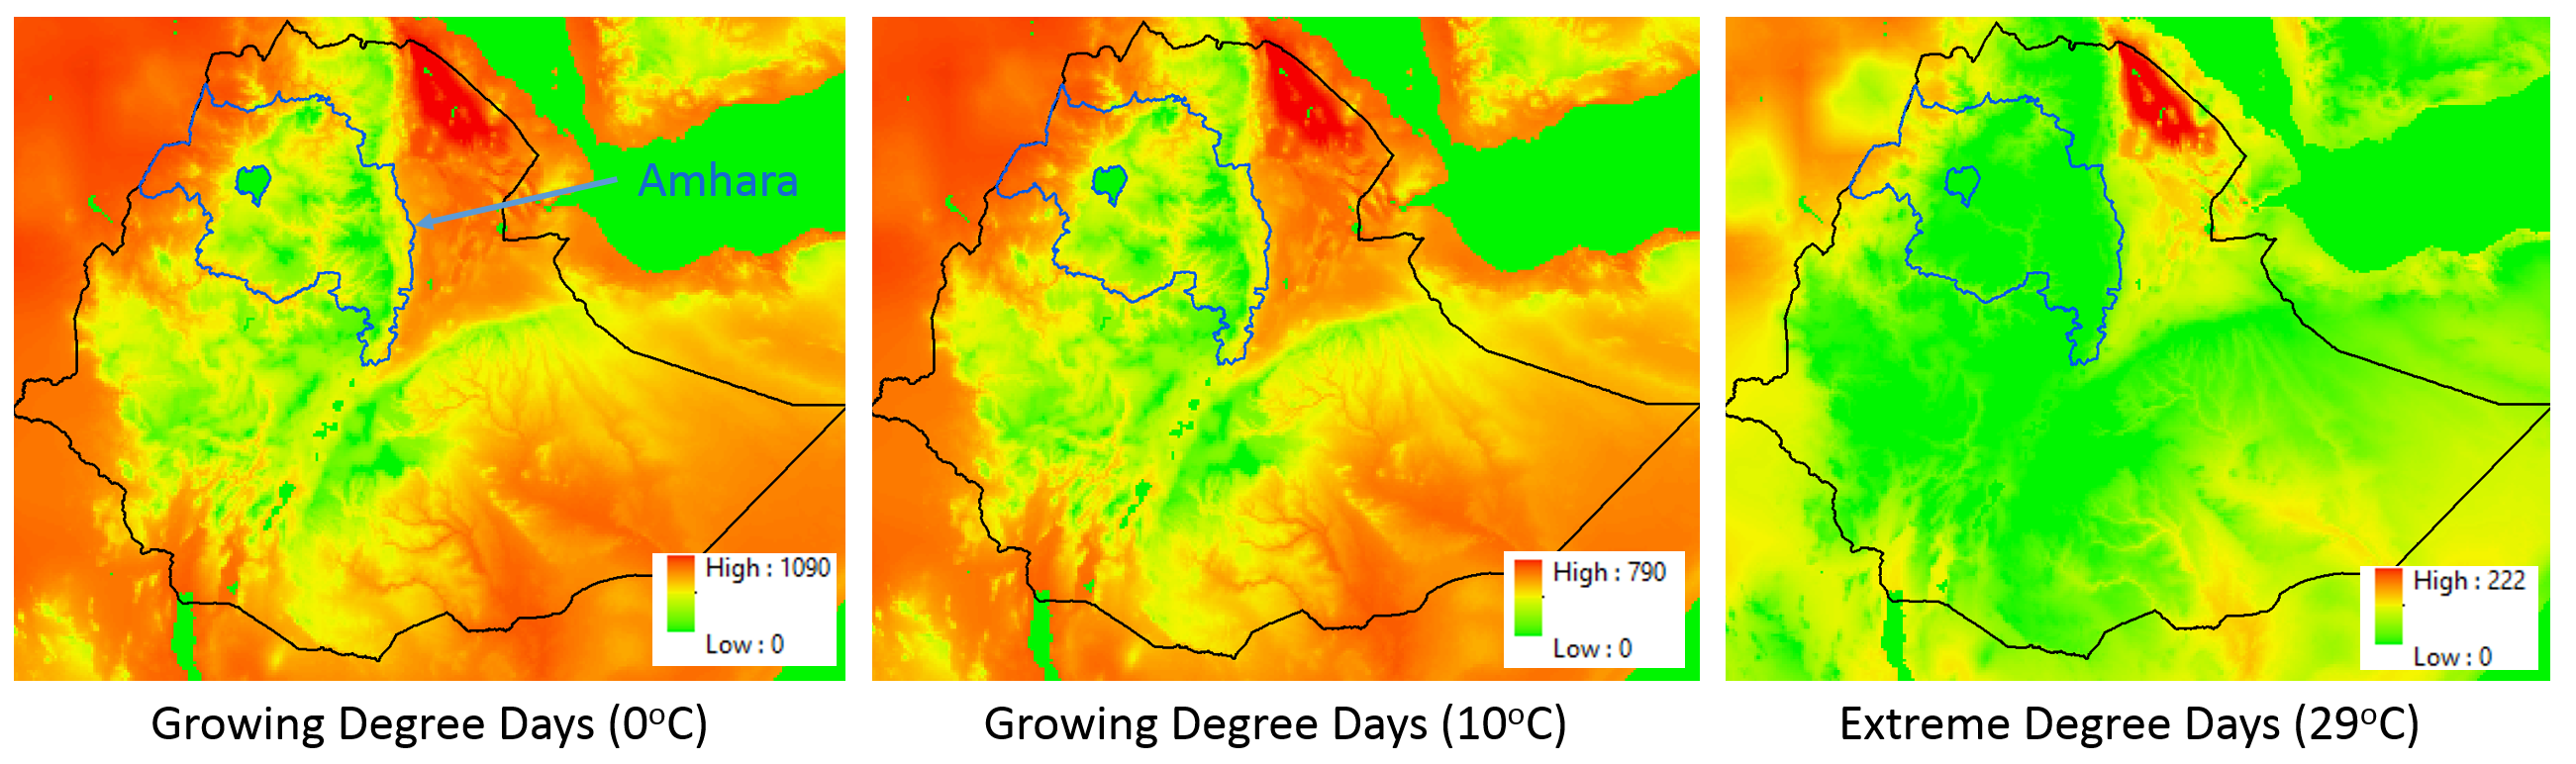 Amhara
High : 1090
Low : 0
High : 790
Low : 0
High : 222
Low : 0
Growing Degree Days (0°C)
Growing Degree Days (10°C)
Extreme Degree Days (29°C)